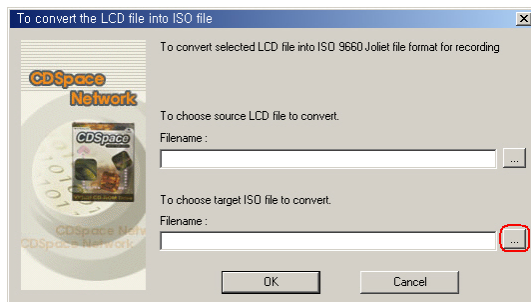 To convert the LCD file into ISO file
To convert selected LCD file into ISO 9660 Joliet file format for recording
CDSpace
Network
CDSpace
To choose source LCD file to convert.
Filename :
...
To choose target ISO file to convert.
Filename :
...
CDSpace Netw
CDSpace Network
OK
Cancel